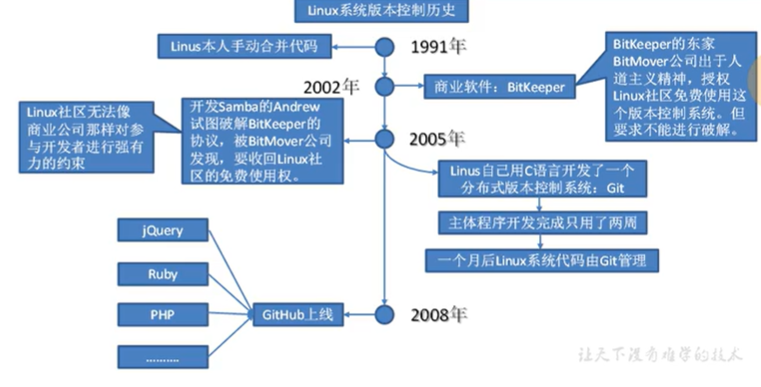 Linux系统版本控制历史
Linus本人手动合并代码
1991年
2002年
商业软件：BitKeeper
BitKeeper的东家
BitMover公司出于人
道主义精神，授权
Linux社区免费使用这
个版本控制系统。但
要求不能进行破解。
Linux社区无法像
商业公司那样对参
与开发者进行强有
力的约束
开发Samba的Andrew
试图破解BitKeeper的
协议，被BitMover公司
发现，要收回Linux社
区的免费使用权。
2005年
Linus自己用C语言开发了一个
分布式版本控制系统：Git
主体程序开发完成只用了两周
一个月后Linux系统代码由Git管理
jQuery
Ruby
PHP
..........
GitHub上线
2008年
让天下没有难学的技术